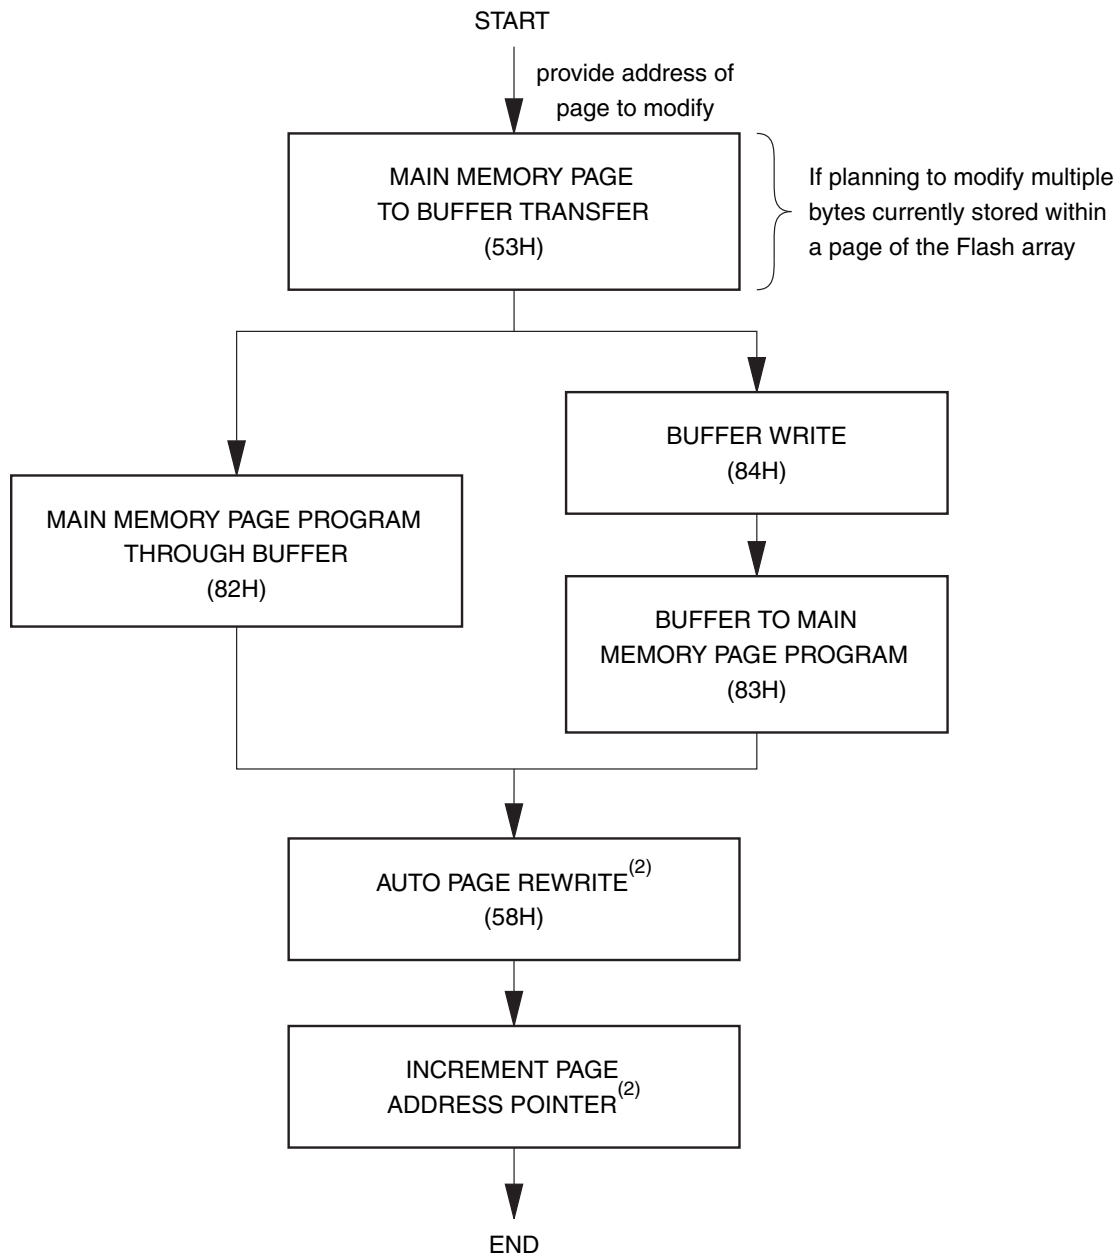 START
provide address of
page to modify
MAIN MEMORY PAGE
TO BUFFER TRANSFER
(53H)
If planning to modify multiple
bytes currently stored within
a page of the Flash array
BUFFER WRITE
(84H)
MAIN MEMORY PAGE PROGRAM
THROUGH BUFFER
(82H)
BUFFER TO MAIN
MEMORY PAGE PROGRAM
(83H)
AUTO PAGE REWRITE(2)
(58H)
INCREMENT PAGE
ADDRESS POINTER(2)
END